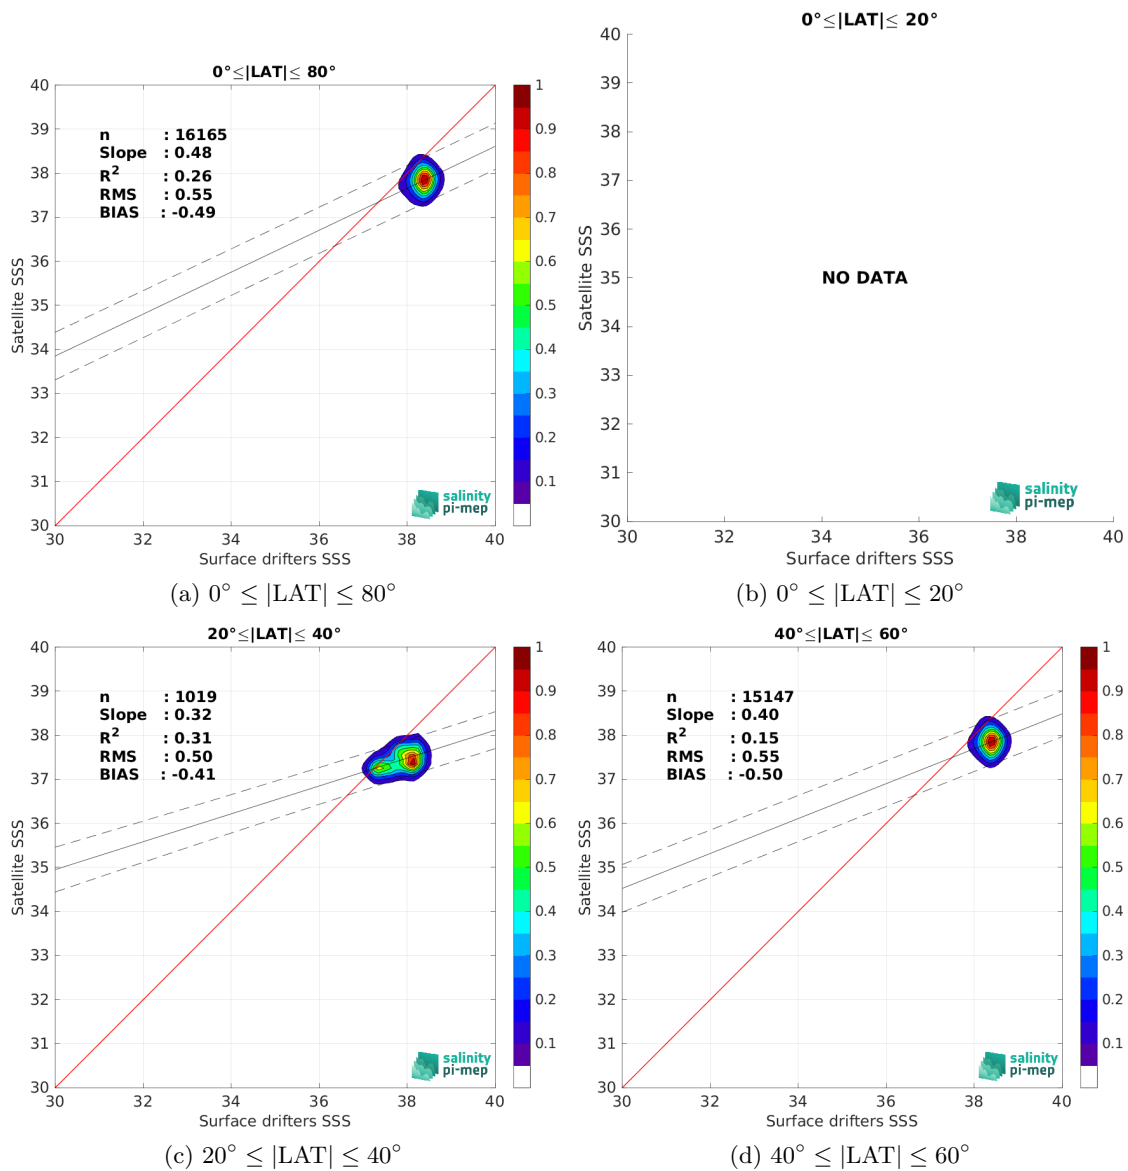 0°≤|LAT|≤ 80°
40
39
38
37
36
35
34
33
32
31
30
Satellite SSS
n : 16165
Slope : 0.48
R2 : 0.26
RMS : 0.55
BIAS : -0.49
salinity
pi-mep
30 32 34 36 38 40
Surface drifters SSS
1
0.9
0.8
0.7
0.6
0.5
0.4
0.3
0.2
0.1
(a) 0° ≤ |LAT| ≤ 80°
0°≤|LAT|≤ 20°
40
39
38
37
36
35
34
33
32
31
30
Satellite SSS
NO DATA
salinity
pi-mep
30 32 34 36 38 40
Surface drifters SSS
(b) 0° ≤ |LAT| ≤ 20°
20°≤|LAT|≤ 40°
40
39
38
37
36
35
34
33
32
31
30
Satellite SSS
n : 1019
Slope : 0.32
R2 : 0.31
RMS : 0.50
BIAS : -0.41
salinity
pi-mep
30 32 34 36 38 40
Surface drifters SSS
1
0.9
0.8
0.7
0.6
0.5
0.4
0.3
0.2
0.1
(c) 20° ≤ |LAT| ≤ 40°
40°≤|LAT|≤ 60°
40
39
38
37
36
35
34
33
32
31
30
Satellite SSS
n : 15147
Slope : 0.40
R2 : 0.15
RMS : 0.55
BIAS : -0.50
salinity
pi-mep
30 32 34 36 38 40
Surface drifters SSS
1
0.9
0.8
0.7
0.6
0.5
0.4
0.3
0.2
0.1
(d) 40° ≤ |LAT| ≤ 60°